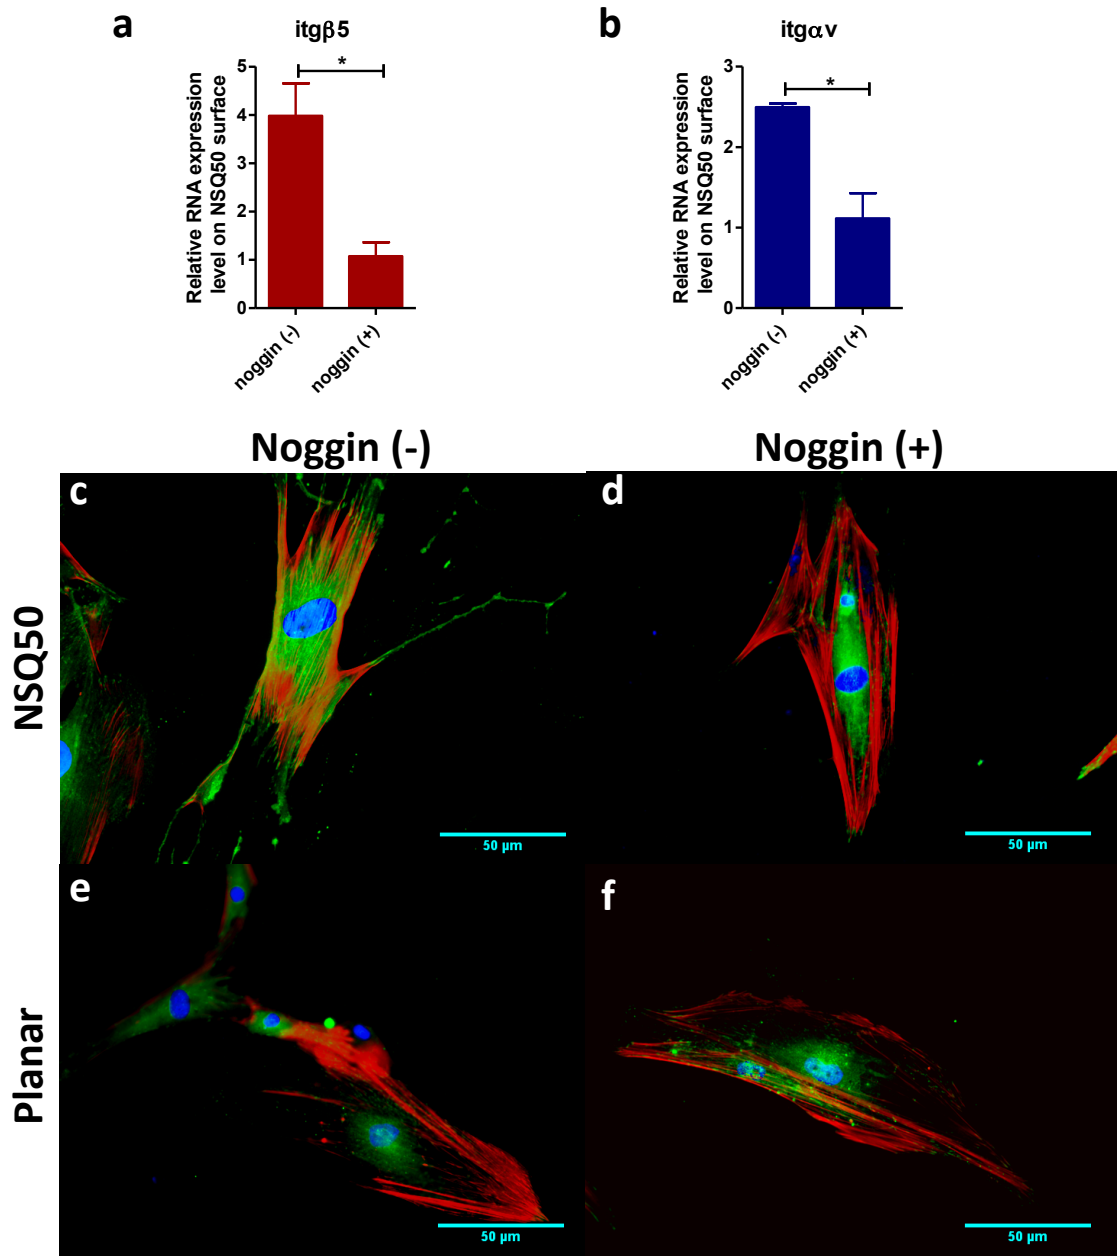 a
itgβ5
*
Relative RNA expression
level on NSQ50 surface
5
4
3
2
1
0
noggin (-)
noggin (+)
b
itgαv
*
Relative RNA expression
level on NSQ50 surface
3
2
1
0
noggin (-)
noggin (+)
Noggin (-)
Noggin (+)
NSQ50
c
50 µm
d
50 µm
Planar
e
50 µm
f
50 µm